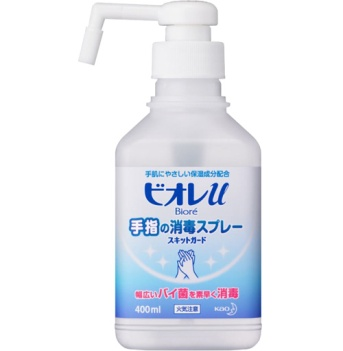 手肌にやさしい保湿成分配合
ビオレu
Bioré
手指の消毒スプレー
スキットガード
幅広いバイ菌を素早く消毒
400ml 火気注意 Kao